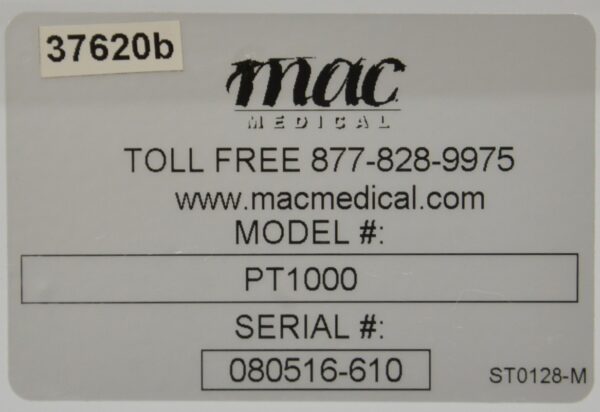 37620b
mac
MEDICAL
TOLL FREE 877-828-9975
www.macmedical.com
MODEL #:
PT1000
SERIAL #:
080516-610
ST0128-M